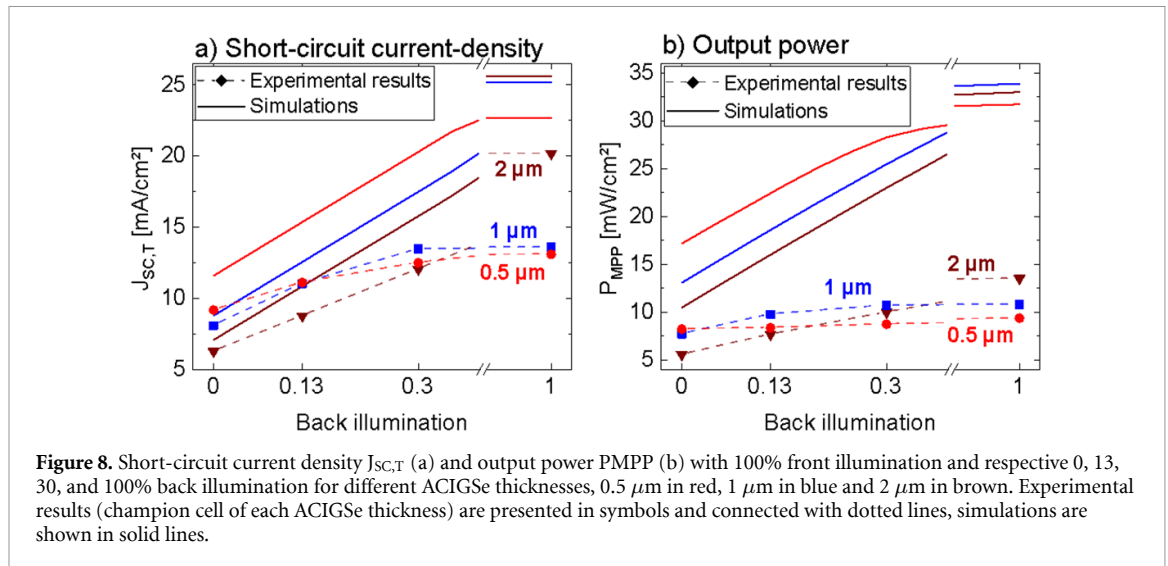 a) Short-circuit current-density
Experimental results
Simulations
25
20
15
10
5
J_SC,T [mA/cm²]
2 µm
1 µm
0.5 µm
0
0.13
0.3
1
Back illumination
b) Output power
Experimental results
Simulations
35
30
25
20
15
10
5
P_MPP [mW/cm²]
2 µm
1 µm
0.5 µm
0
0.13
0.3
1
Back illumination
Figure 8. Short-circuit current density J_SC,T (a) and output power PMPP (b) with 100% front illumination and respective 0, 13,
30, and 100% back illumination for different ACIGSe thicknesses, 0.5 µm in red, 1 µm in blue and 2 µm in brown. Experimental
results (champion cell of each ACIGSe thickness) are presented in symbols and connected with dotted lines, simulations are
shown in solid lines.